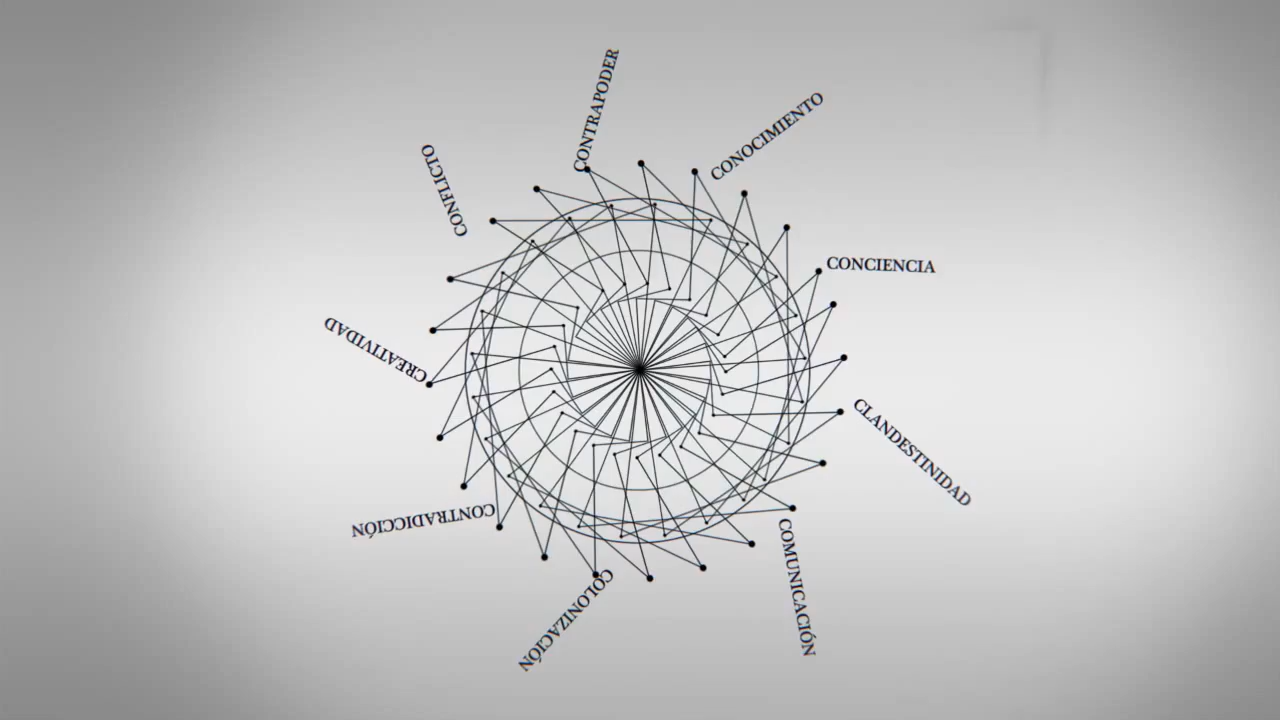 CONTRAPODER
CONOCIMIENTO
CONCIENCIA
CLANDESTINIDAD
COMUNICACIÓN
COLONIZACIÓN
CONTRADICCIÓN
CREATIVIDAD
CONFLICTO